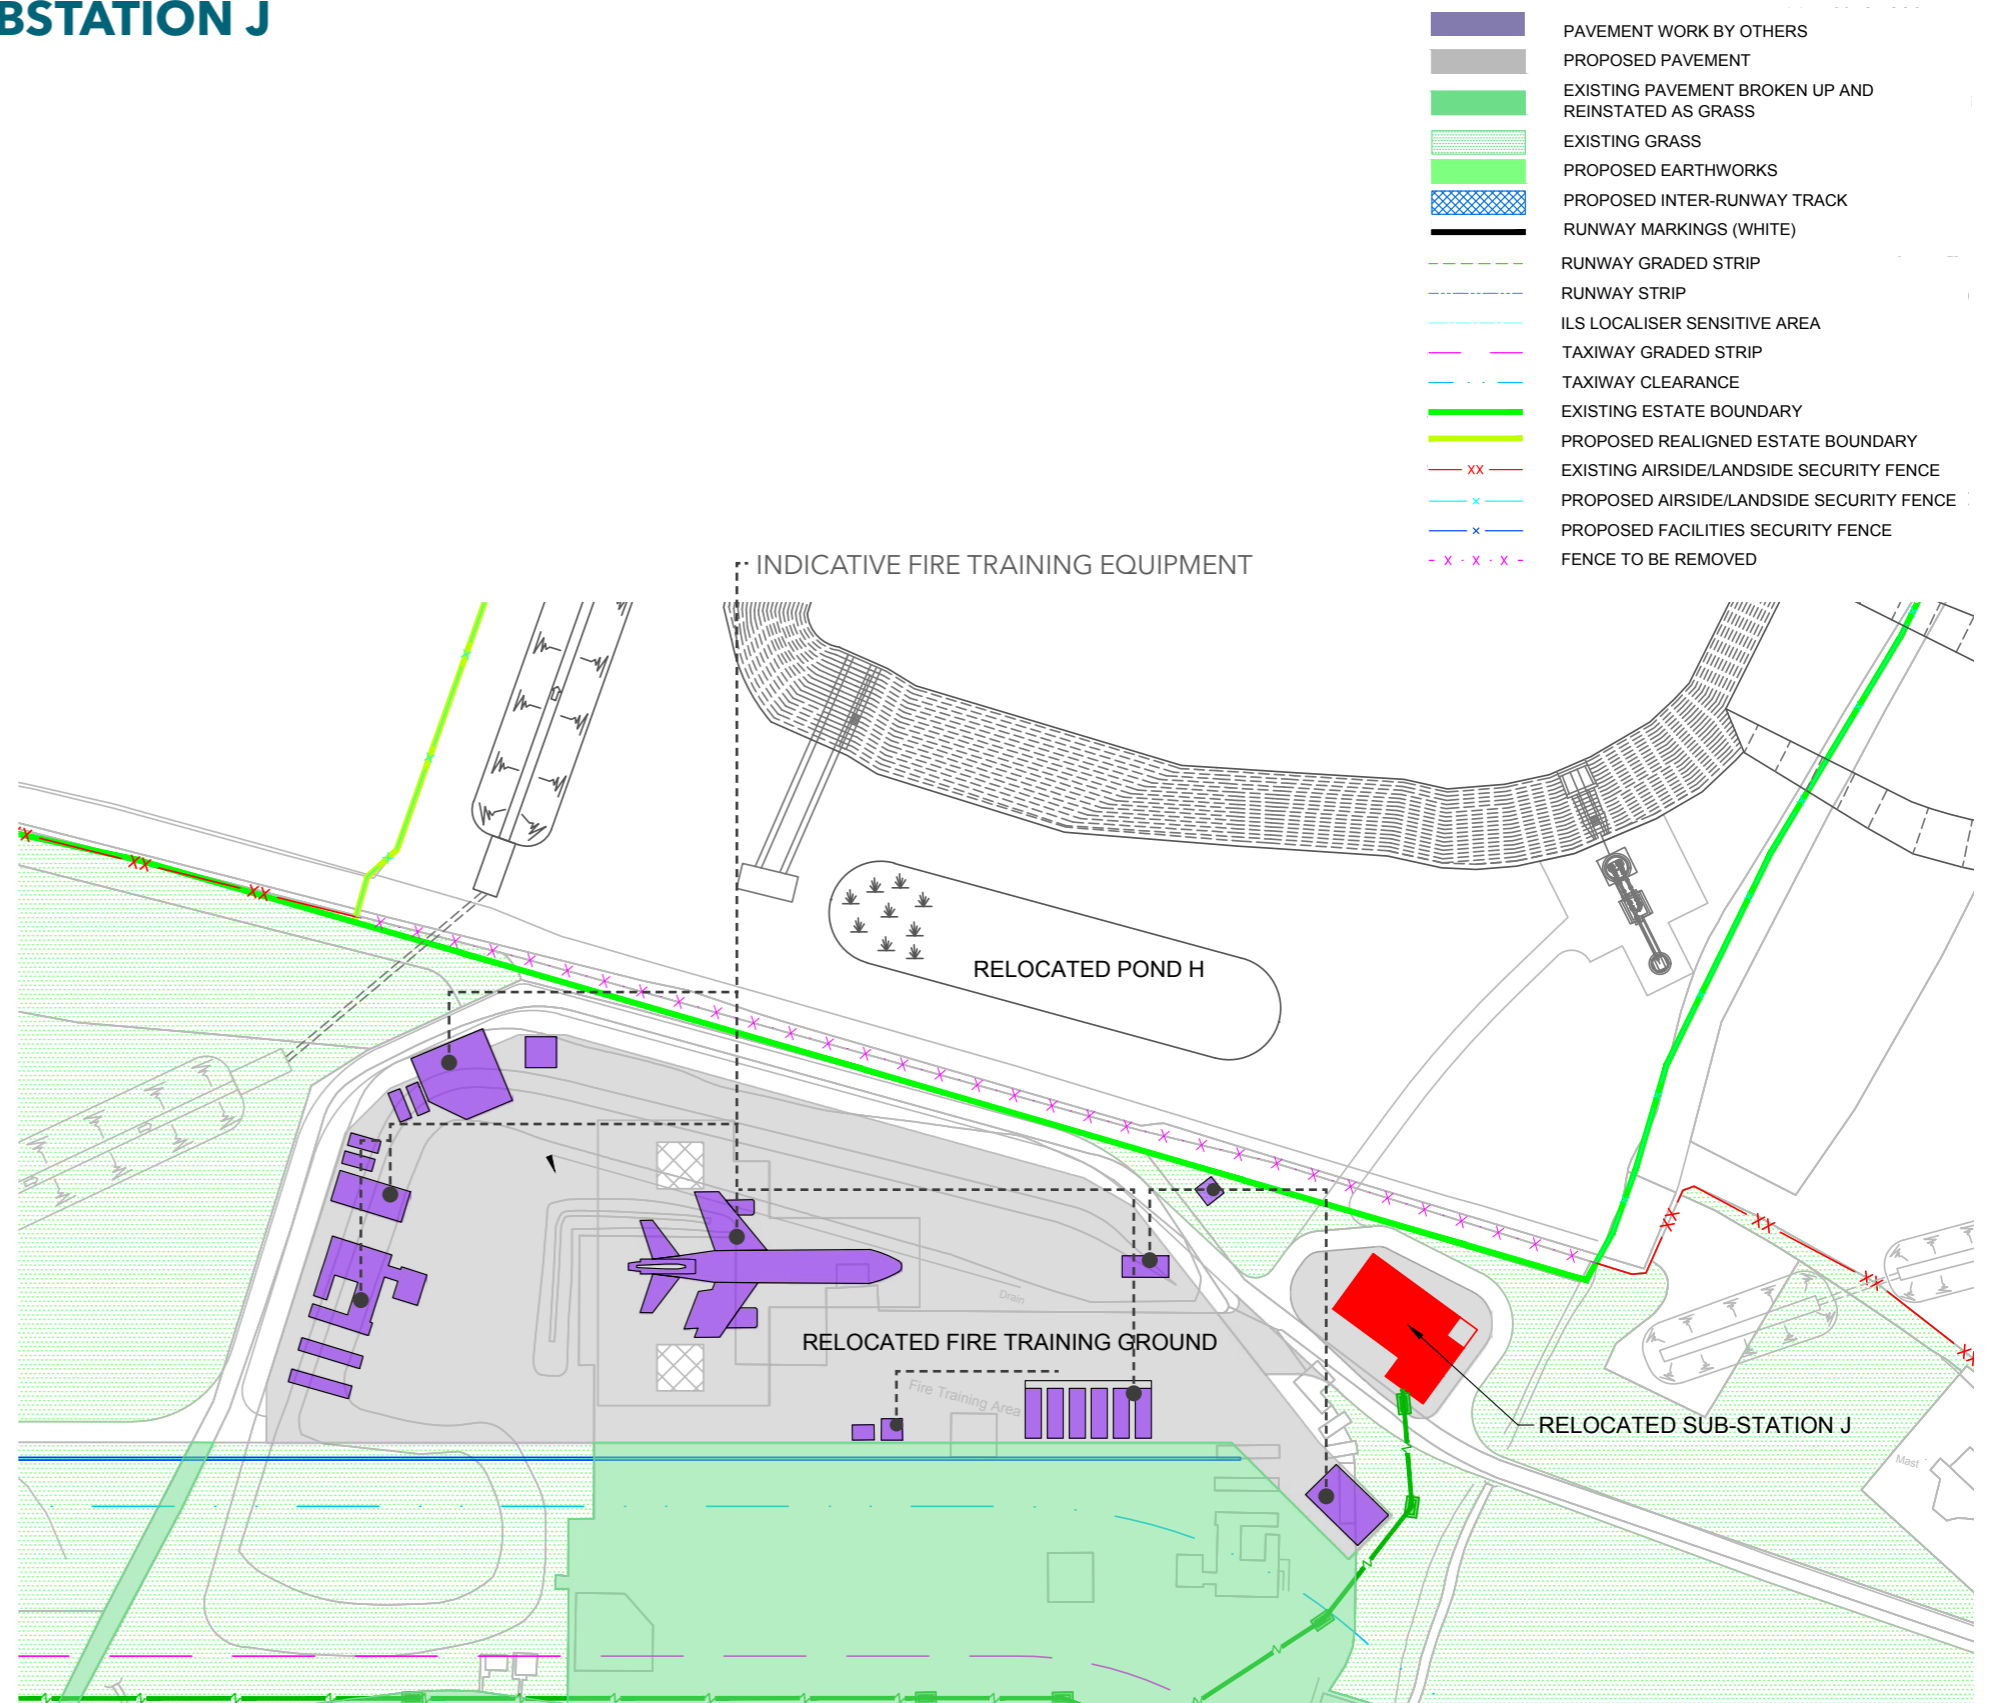 BSTATION J
PAVEMENT WORK BY OTHERS
PROPOSED PAVEMENT
EXISTING PAVEMENT BROKEN UP AND
REINSTATED AS GRASS
EXISTING GRASS
PROPOSED EARTHWORKS
PROPOSED INTER-RUNWAY TRACK
RUNWAY MARKINGS (WHITE)
RUNWAY GRADED STRIP
RUNWAY STRIP
ILS LOCALISER SENSITIVE AREA
TAXIWAY GRADED STRIP
TAXIWAY CLEARANCE
EXISTING ESTATE BOUNDARY
PROPOSED REALIGNED ESTATE BOUNDARY
EXISTING AIRSIDE/LANDSIDE SECURITY FENCE
PROPOSED AIRSIDE/LANDSIDE SECURITY FENCE
PROPOSED FACILITIES SECURITY FENCE
FENCE TO BE REMOVED
INDICATIVE FIRE TRAINING EQUIPMENT
RELOCATED POND H
Drain
RELOCATED FIRE TRAINING GROUND
Fire Training Area
RELOCATED SUB-STATION J
Mast